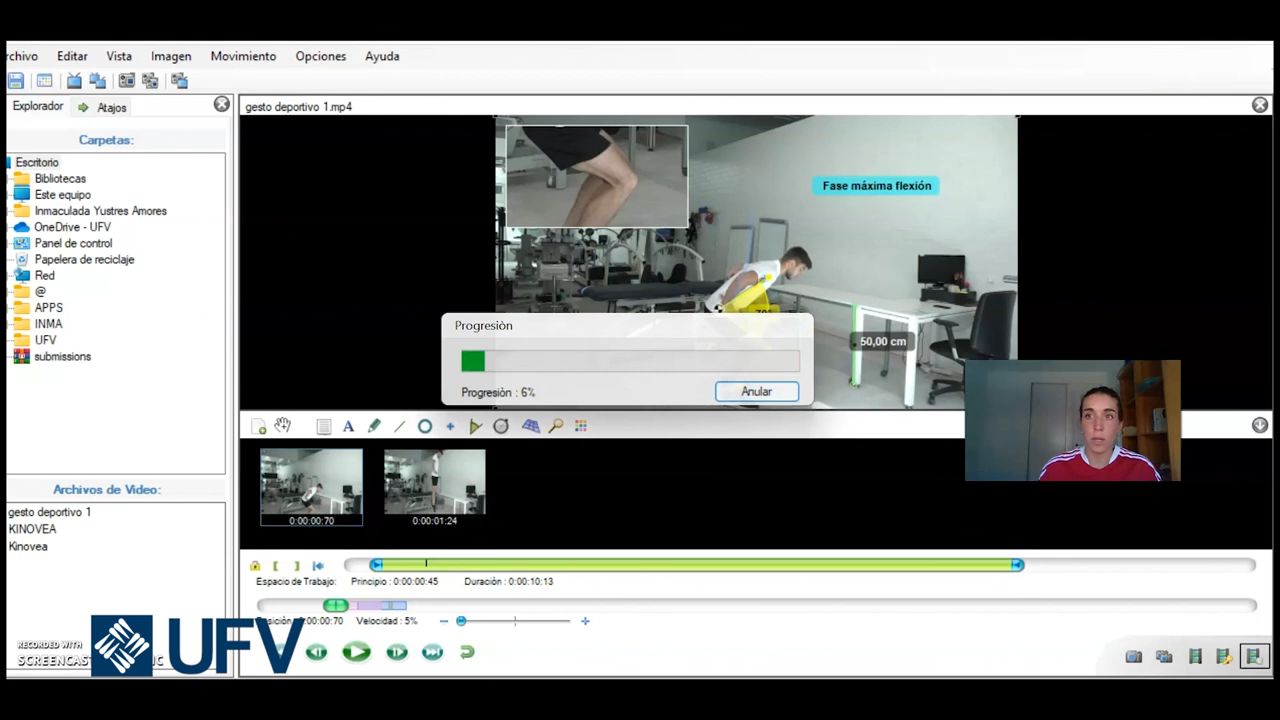 rchivo Editar Vista Imagen Movimiento Opciones Ayuda
Explorador Atajos
gesto deportivo 1.mp4
Carpetas:
Escritorio
Bibliotecas
Este equipo
Inmaculada Yustres Amores
OneDrive - UFV
Panel de control
Papelera de reciclaje
Red
@
APPS
INMA
UFV
submissions
Fase máxima flexión
50,00 cm
Progresiòn
Progresiòn : 6%
Anular
0:00:00:70
0:00:01:24
Archivos de Video:
gesto deportivo 1
KINOVEA
Kinovea
Espacio de Trabajo: Principio : 0:00:00:45 Duración : 0:00:10:13
0:00:00:70 Velocidad : 5%
RECORDED WITH
UFV